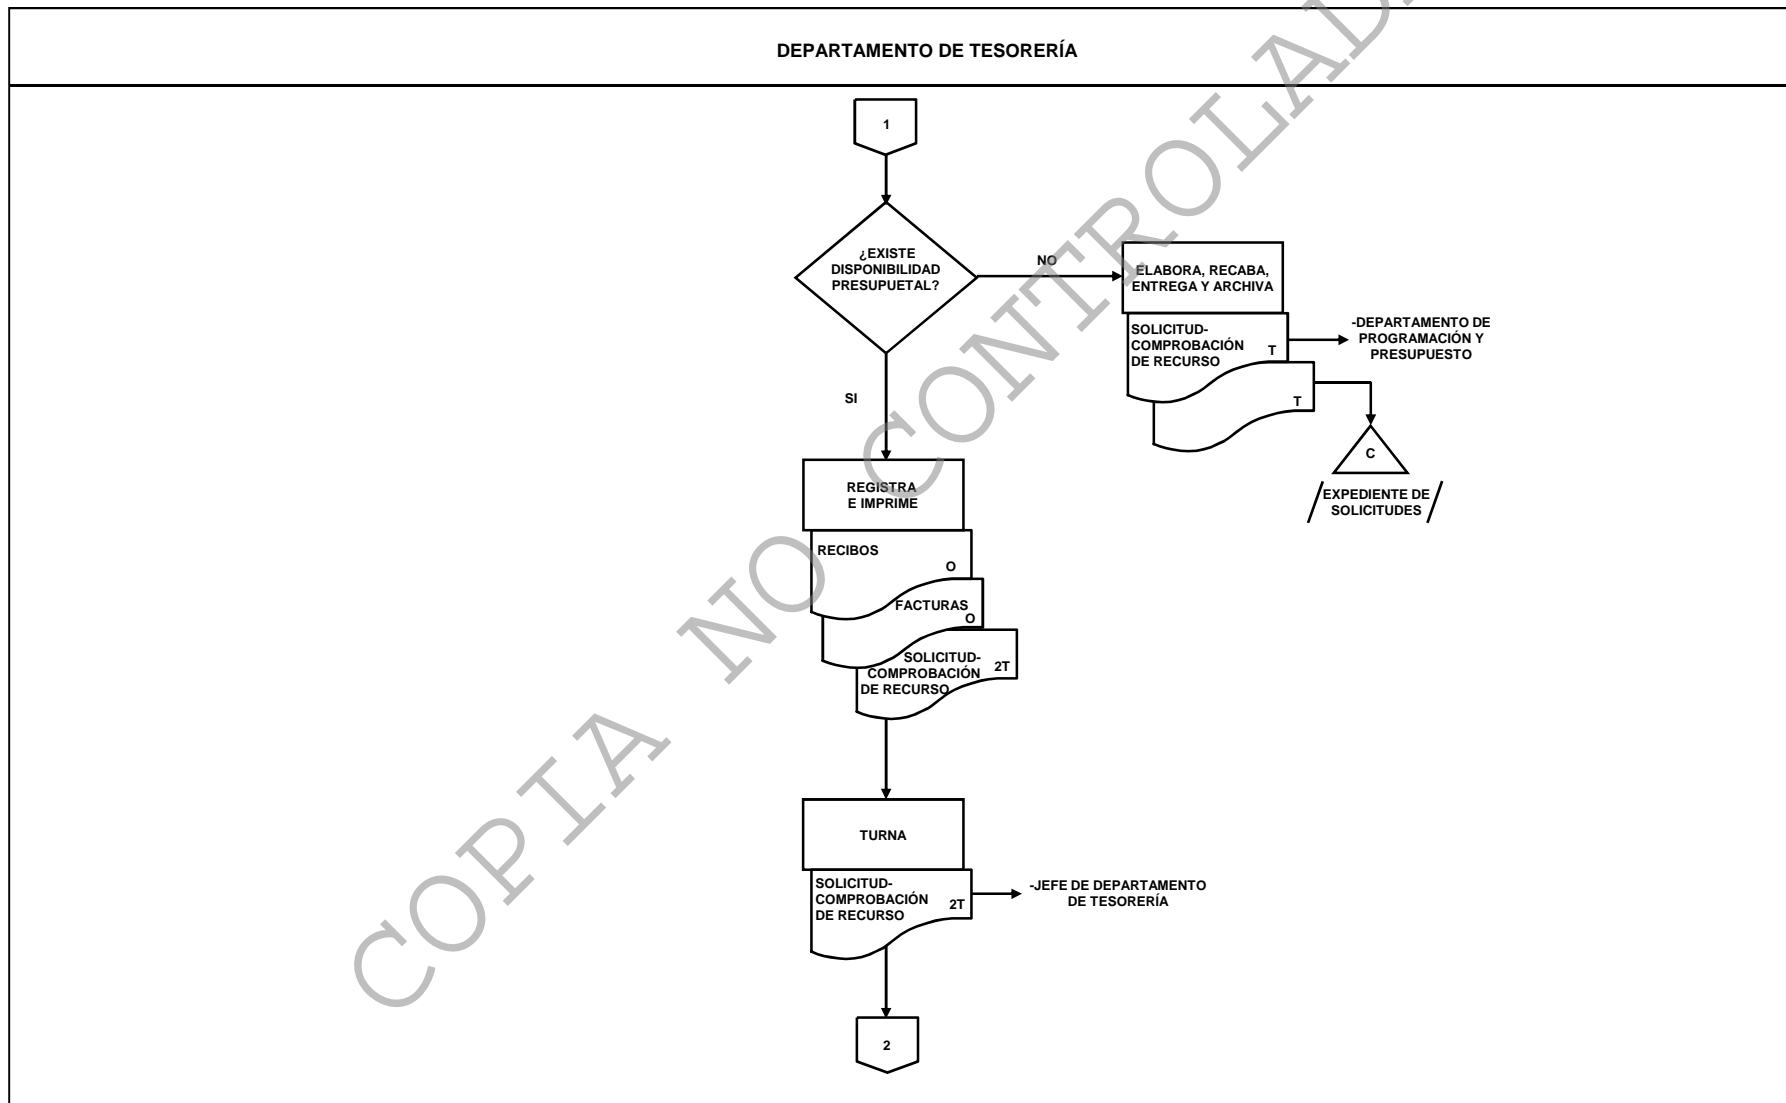 DEPARTAMENTO DE TESORERÍA
1
¿EXISTE
DISPONIBILIDAD
PRESUPUETAL?
NO
ELABORA, RECABA,
ENTREGA Y ARCHIVA
SOLICITUD-
COMPROBACIÓN
DE RECURSO
T
-DEPARTAMENTO DE
PROGRAMACIÓN Y
PRESUPUESTO
T
C
EXPEDIENTE DE
SOLICITUDES
SI
REGISTRA
E IMPRIME
RECIBOS
O
FACTURAS
O
SOLICITUD-
COMPROBACIÓN
DE RECURSO
2T
TURNA
SOLICITUD-
COMPROBACIÓN
DE RECURSO
2T
-JEFE DE DEPARTAMENTO
DE TESORERÍA
2
COPIA NO CONTROLAD